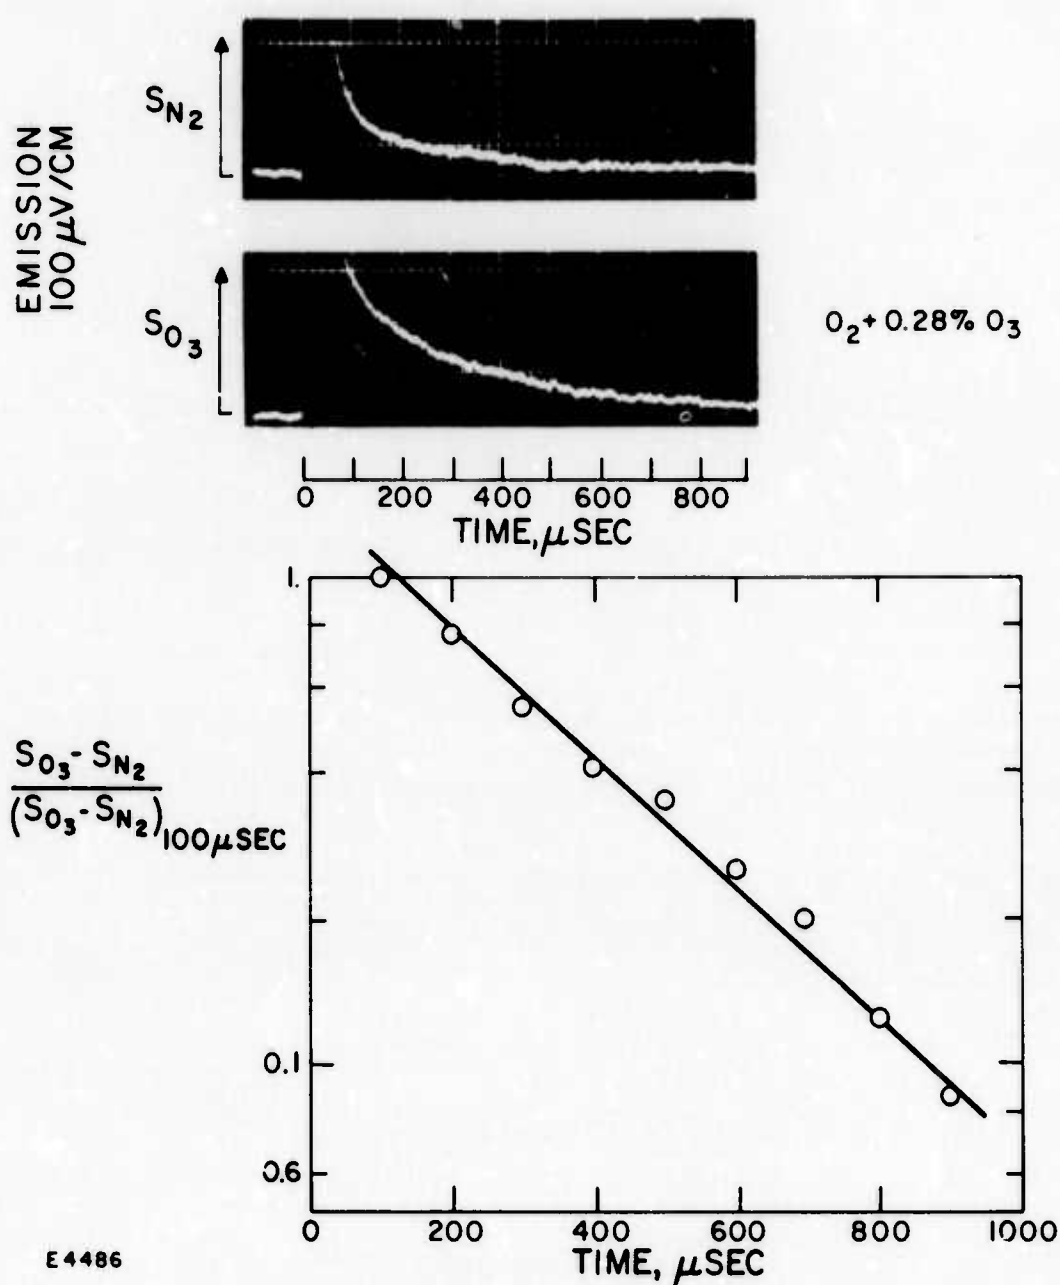 EMISSION
100 μV/CM
S_N₂
S_O₃
O₂ + 0.28% O₃
0 200 400 600 800
TIME, μSEC
1.
0.1
0.6
S_O₃ - S_N₂
(S_O₃ - S_N₂)100μSEC
0 200 400 600 800 1000
TIME, μSEC
E4486